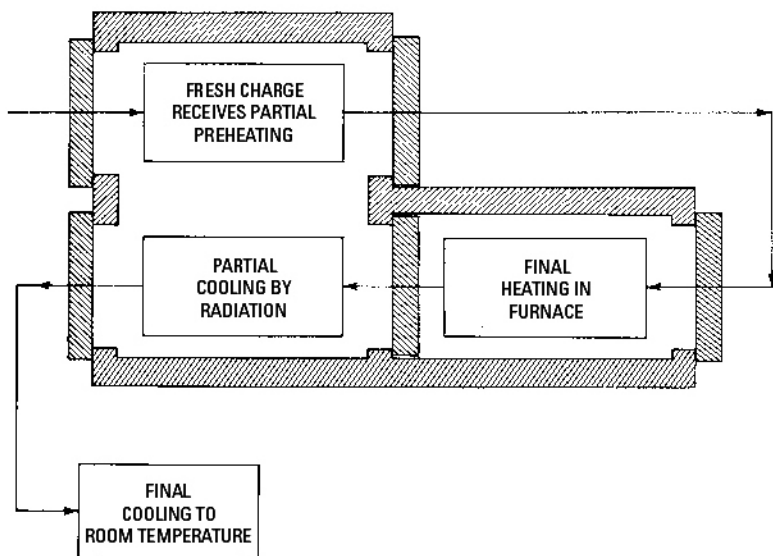 FRESH CHARGE
RECEIVES PARTIAL
PREHEATING
PARTIAL
COOLING BY
RADIATION
FINAL
HEATING IN
FURNACE
FINAL
COOLING TO
ROOM TEMPERATURE